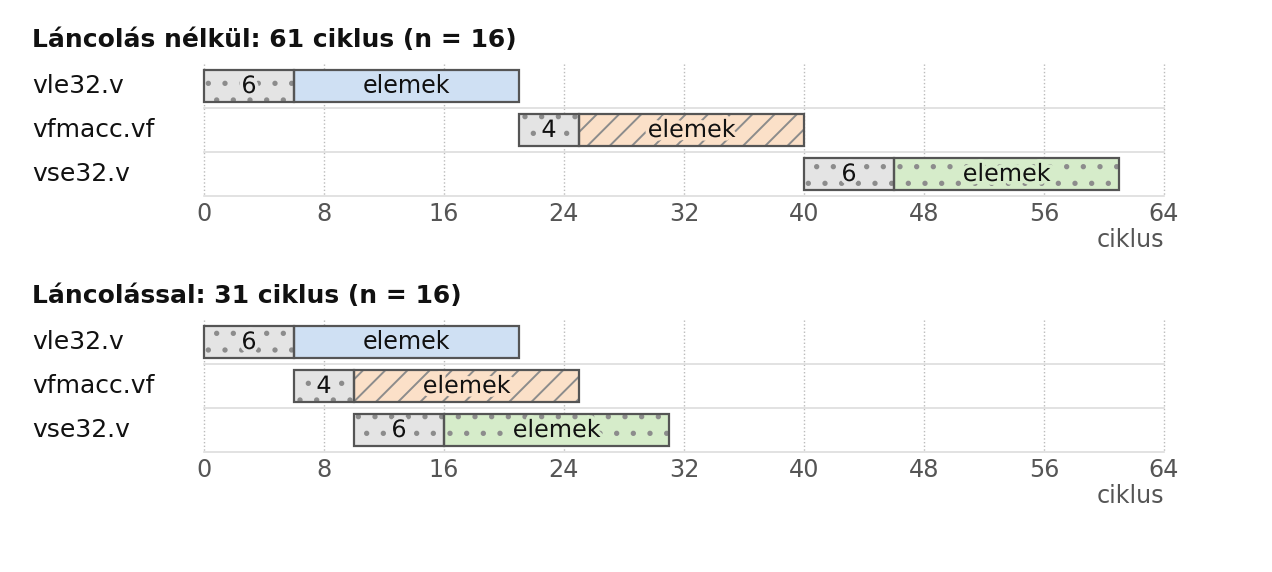 Láncolás nélkül: 61 ciklus (n = 16)
vle32.v 6 elemek
vfmacc.vf 4 elemek
vse32.v 6 elemek
0 8 16 24 32 40 48 56 64
ciklus
Láncolással: 31 ciklus (n = 16)
vle32.v 6 elemek
vfmacc.vf 4 elemek
vse32.v 6 elemek
0 8 16 24 32 40 48 56 64
ciklus